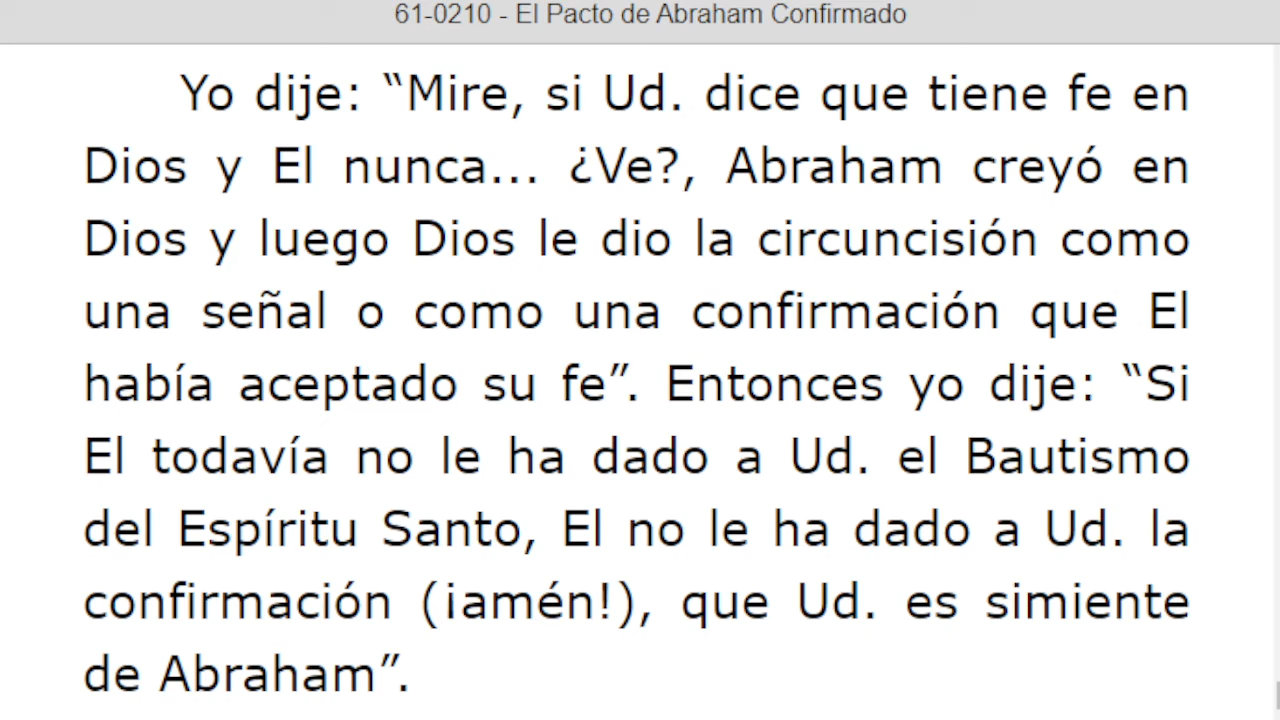 61-0210 - El Pacto de Abraham Confirmado
Yo dije: “Mire, si Ud. dice que tiene fe en
Dios y El nunca... ¿Ve?, Abraham creyó en
Dios y luego Dios le dio la circuncisión como
una señal o como una confirmación que El
había aceptado su fe”. Entonces yo dije: “Si
El todavía no le ha dado a Ud. el Bautismo
del Espíritu Santo, El no le ha dado a Ud. la
confirmación (¡amén!), que Ud. es simiente
de Abraham”.